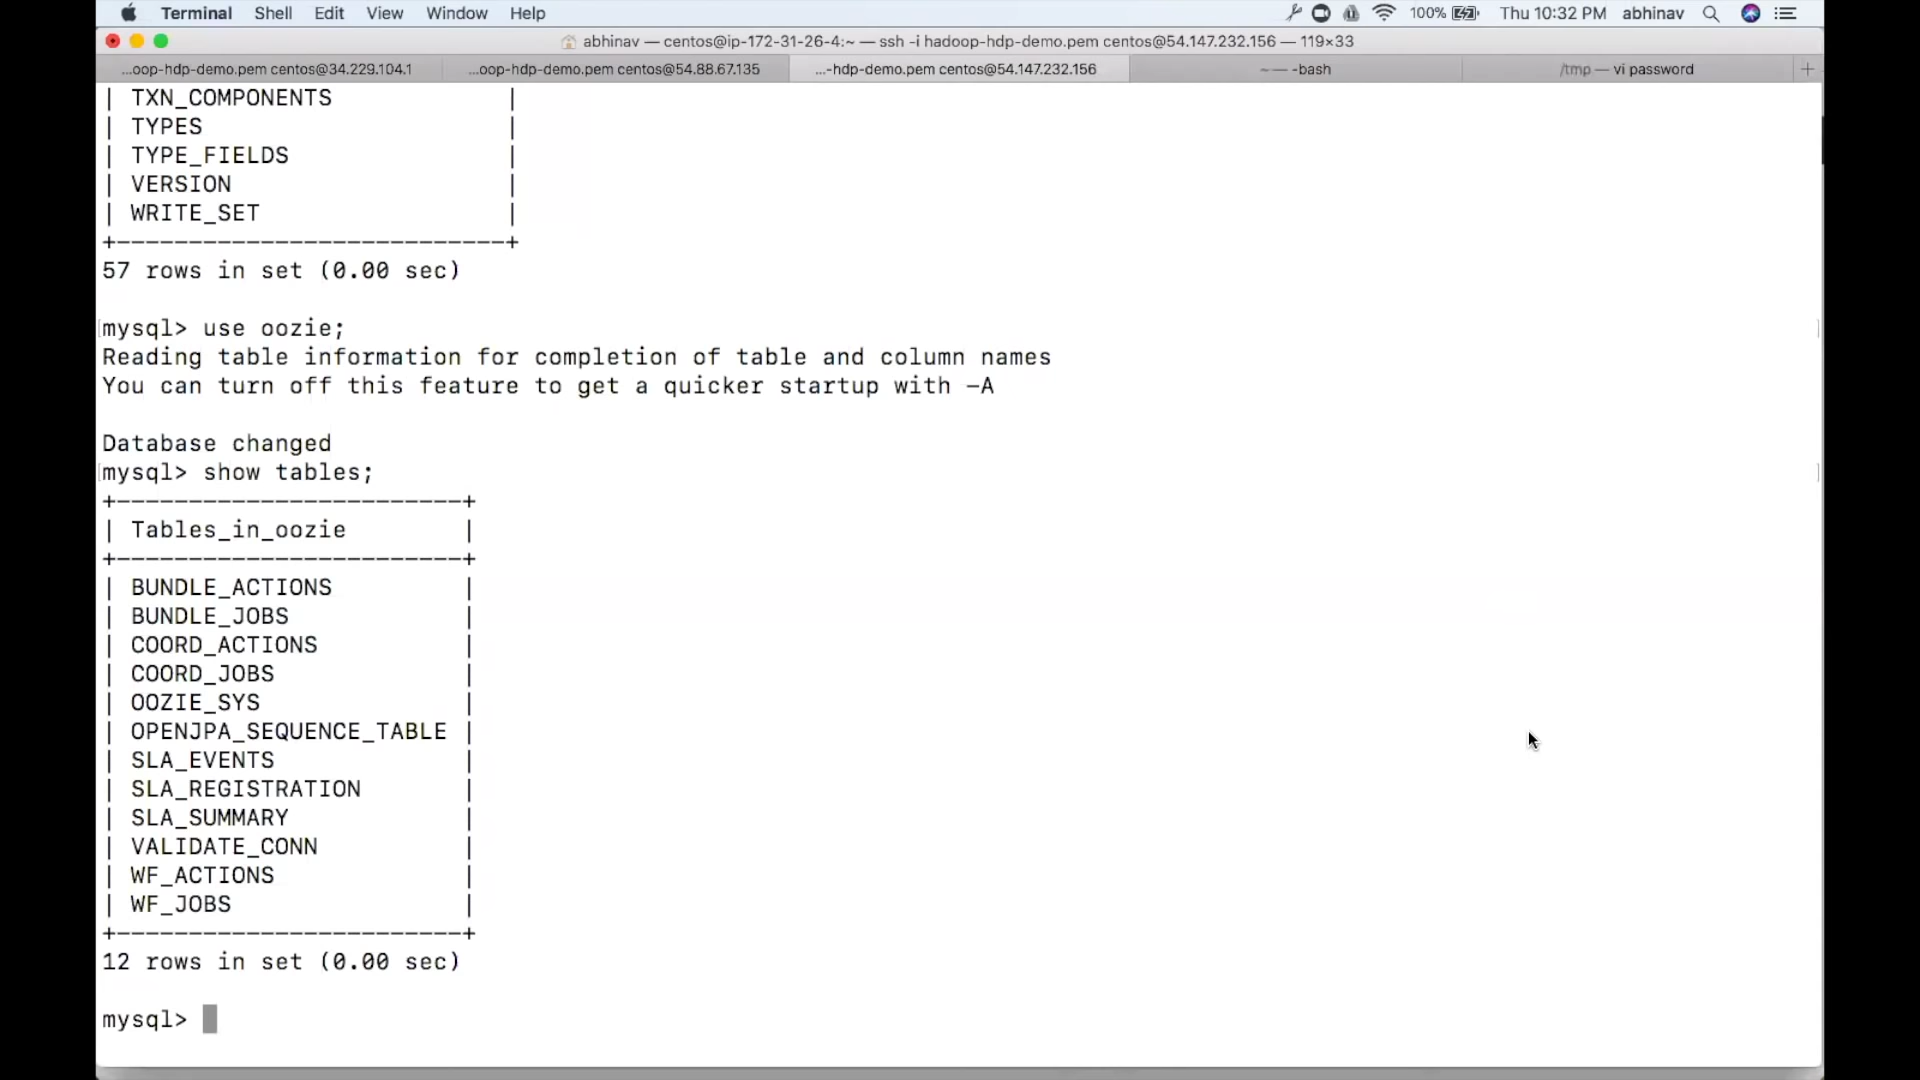 Terminal Shell Edit View Window Help 100% Thu 10:32 PM abhinav
abhinav — centos@ip-172-31-26-4:~ — ssh -i hadoop-hdp-demo.pem centos@54.147.232.156 — 119×33
...oop-hdp-demo.pem centos@34.229.104.1 ...oop-hdp-demo.pem centos@54.88.67.135 ...-hdp-demo.pem centos@54.147.232.156 ~ — -bash /tmp — vi password +
| TXN_COMPONENTS |
| TYPES |
| TYPE_FIELDS |
| VERSION |
| WRITE_SET |
+---------------------------+
57 rows in set (0.00 sec)
mysql> use oozie;
Reading table information for completion of table and column names
You can turn off this feature to get a quicker startup with -A
Database changed
mysql> show tables;
+------------------------+
| Tables_in_oozie |
+------------------------+
| BUNDLE_ACTIONS |
| BUNDLE_JOBS |
| COORD_ACTIONS |
| COORD_JOBS |
| OOZIE_SYS |
| OPENJPA_SEQUENCE_TABLE |
| SLA_EVENTS |
| SLA_REGISTRATION |
| SLA_SUMMARY |
| VALIDATE_CONN |
| WF_ACTIONS |
| WF_JOBS |
+------------------------+
12 rows in set (0.00 sec)
mysql>